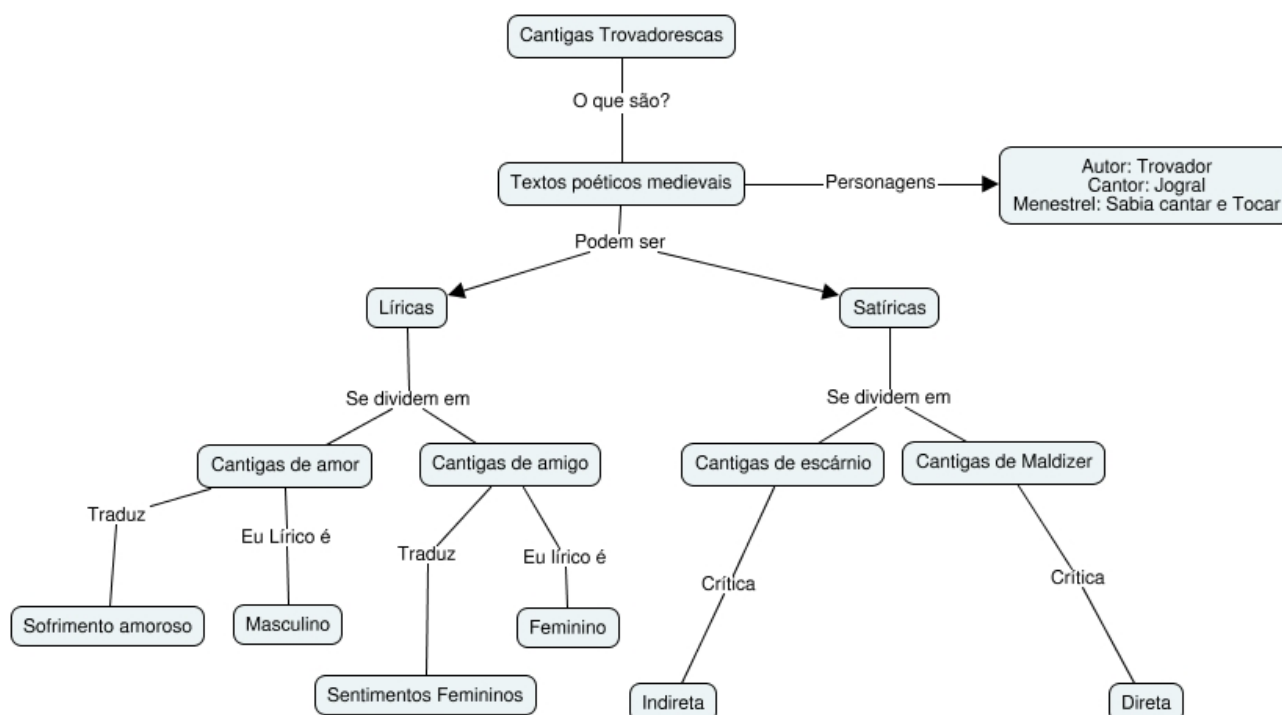 Cantigas Trovadorescas
O que são?
Textos poéticos medievais
Personagens
Autor: Trovador
Cantor: Jogral
Menestrel: Sabia cantar e Tocar
Podem ser
Líricas
Satíricas
Se dividem em
Se dividem em
Cantigas de amor
Cantigas de amigo
Cantigas de escárnio
Cantigas de Maldizer
Traduz
Eu Lírico é
Traduz
Eu lírico é
Crítica
Crítica
Sofrimento amoroso
Masculino
Feminino
Sentimentos Femininos
Indireta
Direta